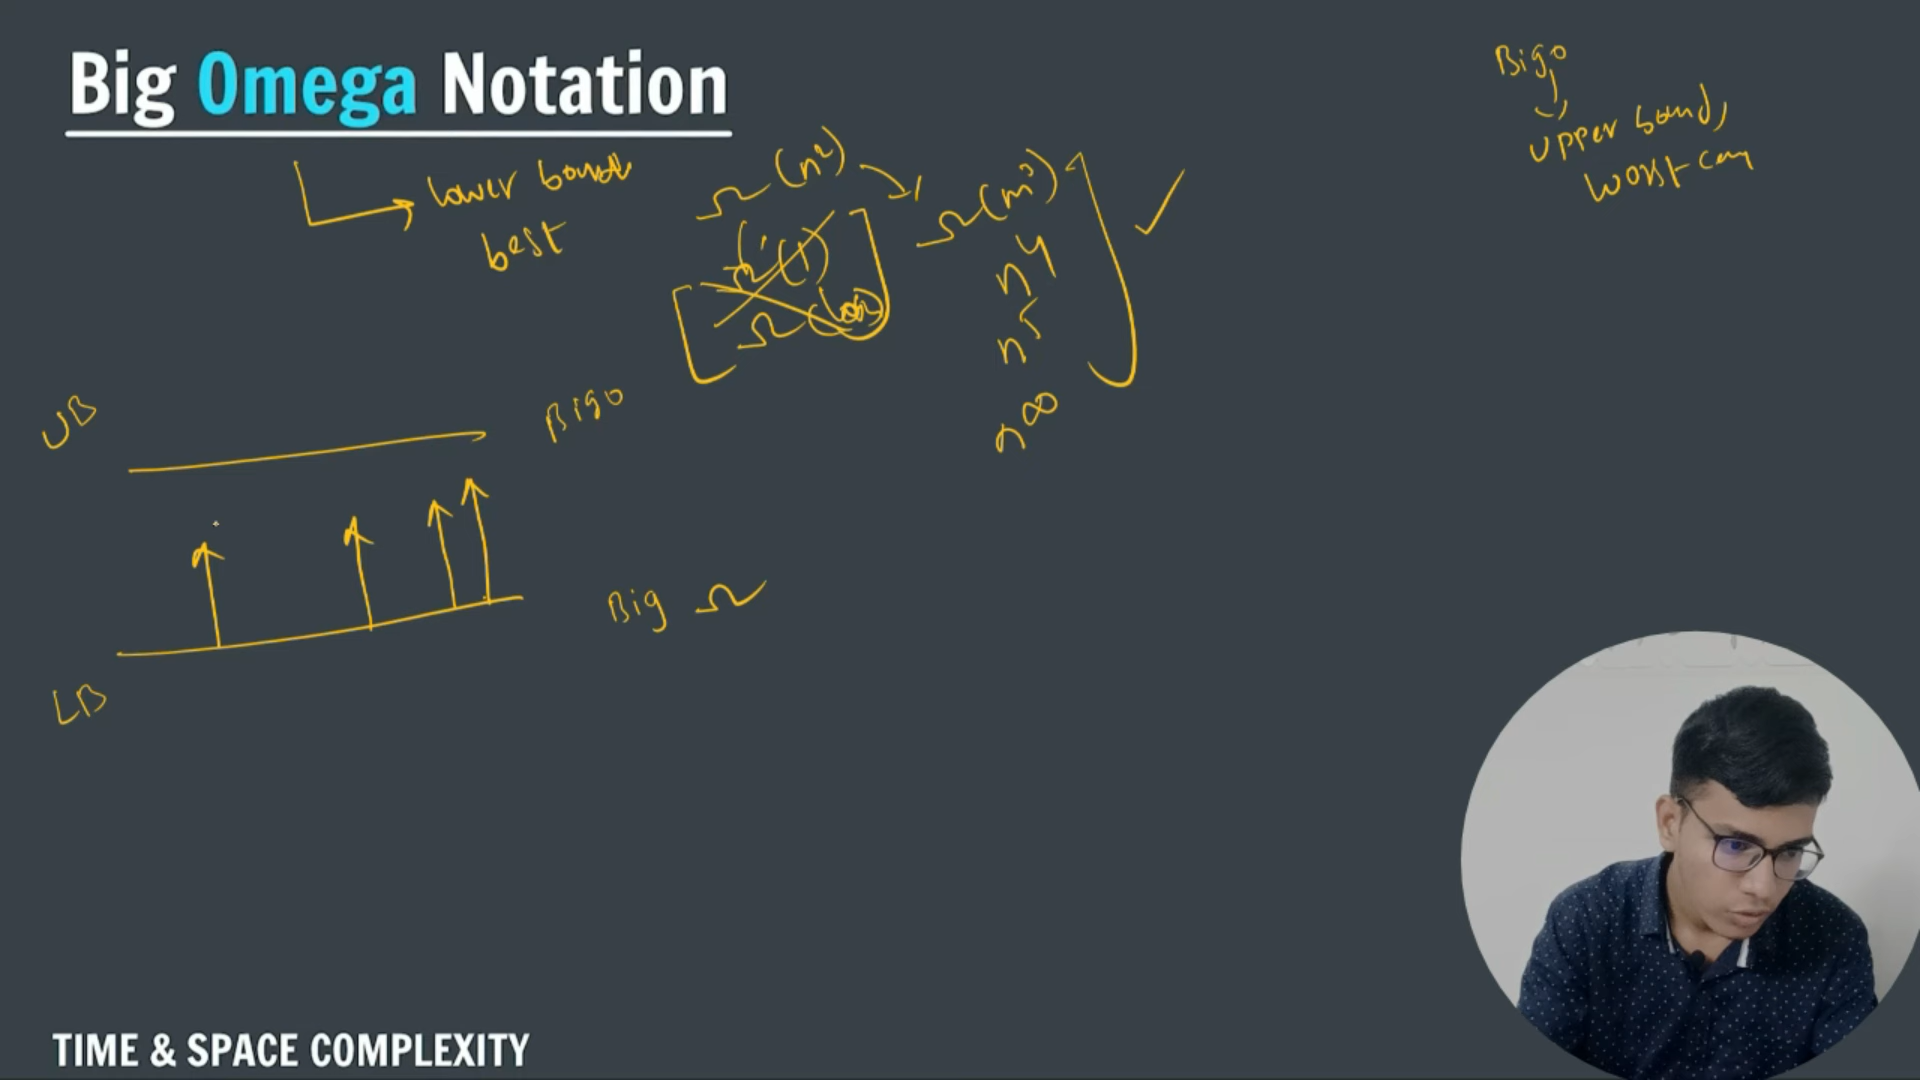 Big Omega Notation
Big O
upper bound,
worst case
lower bound
best
Ω(n²)
Ω(n³)
Ω(1)
n⁴
n⁵
n^∞
UB
Big O
Big Ω
LB
TIME & SPACE COMPLEXITY